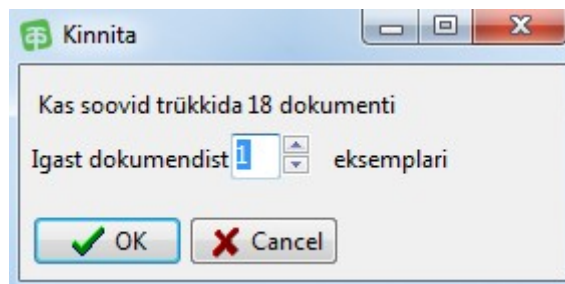 Kinnita
Kas soovid trükkida 18 dokumenti
Igast dokumendist 1 eksemplari
OK Cancel